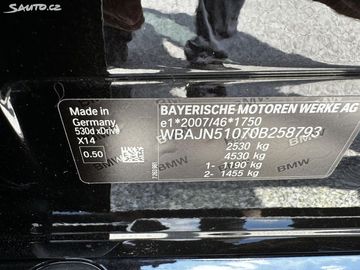 Sauto.cz
Made in
Germany
530d xDrive
X14
0.50
BAYERISCHE MOTOREN WERKE AG
e1*2007/46*1750
WBAJN51070B258793
2530 kg
4530 kg
1- 1190 kg
2- 1455 kg
BMW
BMW